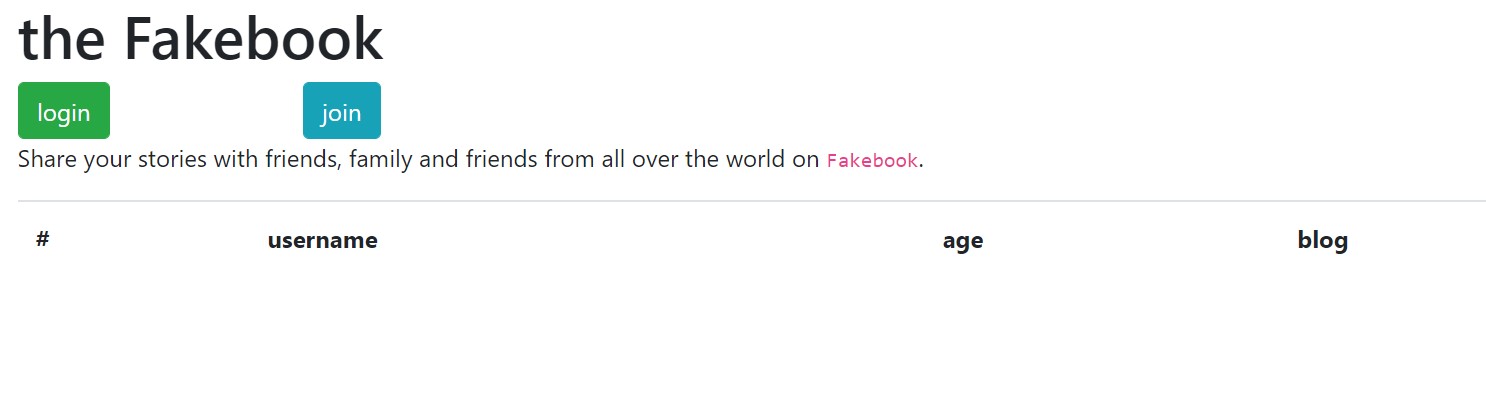 the Fakebook
login join
Share your stories with friends, family and friends from all over the world on Fakebook.
# username age blog